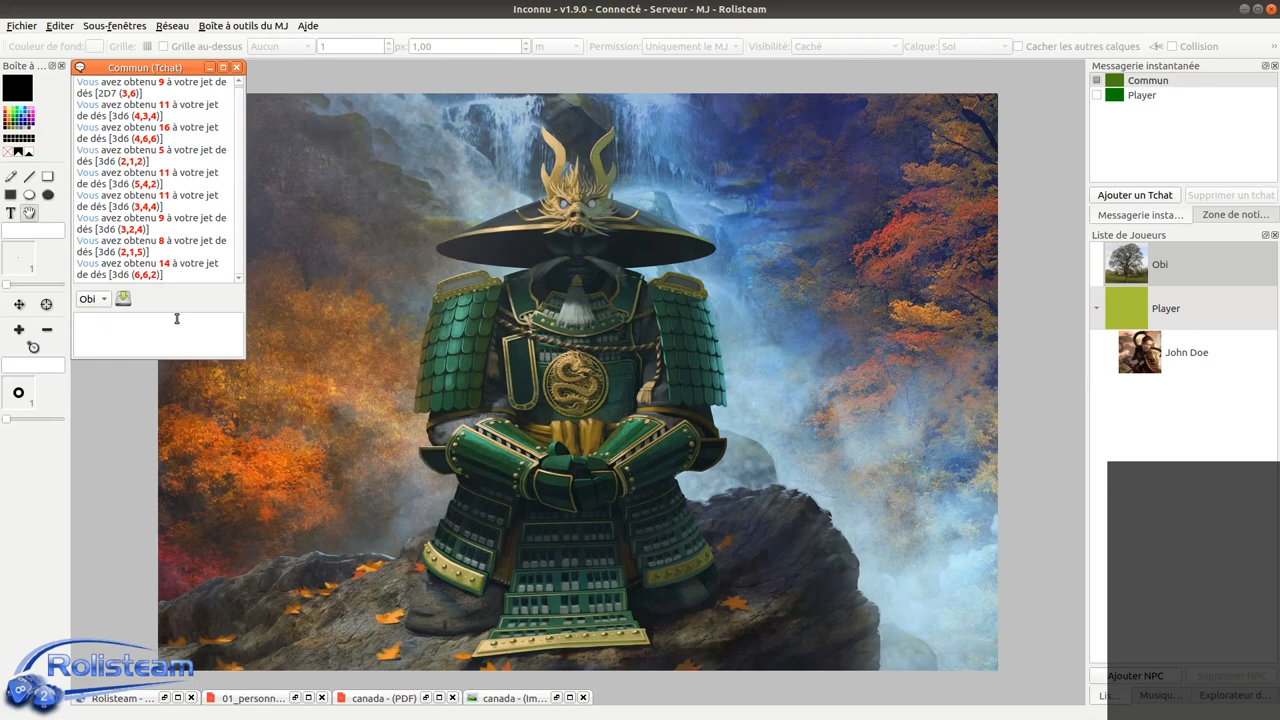 Inconnu - v1.9.0 - Connecté - Serveur - MJ - Rolisteam
Fichier Editer Sous-fenêtres Réseau Boîte à outils du MJ Aide
Couleur de fond: Grille: Grille au-dessus Aucun 1 px: 1,00 m Permission: Uniquement le MJ Visibilité: Caché Calque: Sol Cacher les autres calques Collision
Boîte à...
Commun (Tchat)
Vous avez obtenu 9 à votre jet de
dés [2D7 (3,6)]
Vous avez obtenu 11 à votre jet
de dés [3d6 (4,3,4)]
Vous avez obtenu 16 à votre jet
de dés [3d6 (4,6,6)]
Vous avez obtenu 5 à votre jet de
dés [3d6 (2,1,2)]
Vous avez obtenu 11 à votre jet
de dés [3d6 (5,4,2)]
Vous avez obtenu 11 à votre jet
de dés [3d6 (3,4,4)]
Vous avez obtenu 9 à votre jet de
dés [3d6 (3,2,4)]
Vous avez obtenu 8 à votre jet de
dés [3d6 (2,1,5)]
Vous avez obtenu 14 à votre jet
de dés [3d6 (6,6,2)]
Obi
T
1
1
Messagerie instantanée
Commun
Player
Ajouter un Tchat Supprimer un tchat
Messagerie insta... Zone de noti...
Liste de Joueurs
Obi
Player
John Doe
Ajouter NPC Supprimer NPC
Lis... Musiqu... Explorateur d...
Rolisteam
8 2
Rolisteam - ... 01_personn... canada - (PDF) canada - (Im...